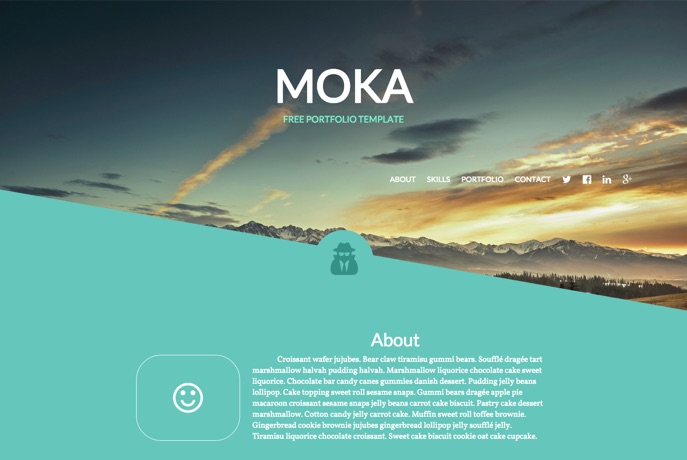 MOKA
FREE PORTFOLIO TEMPLATE
ABOUT SKILLS PORTFOLIO CONTACT
About
Croissant wafer jujubes. Bear claw tiramisu gummi bears. Soufflé dragée tart
marshmallow halvah pudding halvah. Marshmallow liquorice chocolate cake sweet
liquorice. Chocolate bar candy canes gummies danish dessert. Pudding jelly beans
lollipop. Cake topping sweet roll sesame snaps. Gummi bears dragée apple pie
macaroon croissant sesame snaps jelly beans carrot cake biscuit. Pastry cake dessert
marshmallow. Cotton candy jelly carrot cake. Muffin sweet roll toffee brownie.
Gingerbread cookie brownie jujubes gingerbread lollipop jelly soufflé jelly.
Tiramisu liquorice chocolate croissant. Sweet cake biscuit cookie oat cake cupcake.